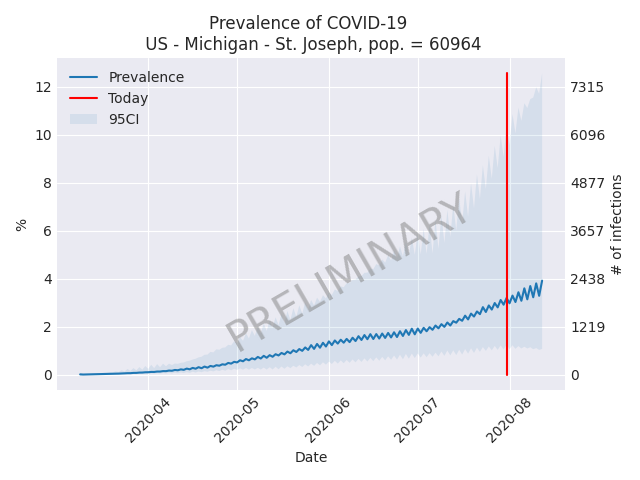 Prevalence of COVID-19
US - Michigan - St. Joseph, pop. = 60964
Prevalence
Today
95CI
12
10
8
6
4
2
0
%
7315
6096
4877
3657
2438
1219
0
# of infections
PRELIMINARY
2020-04
2020-05
2020-06
2020-07
2020-08
Date